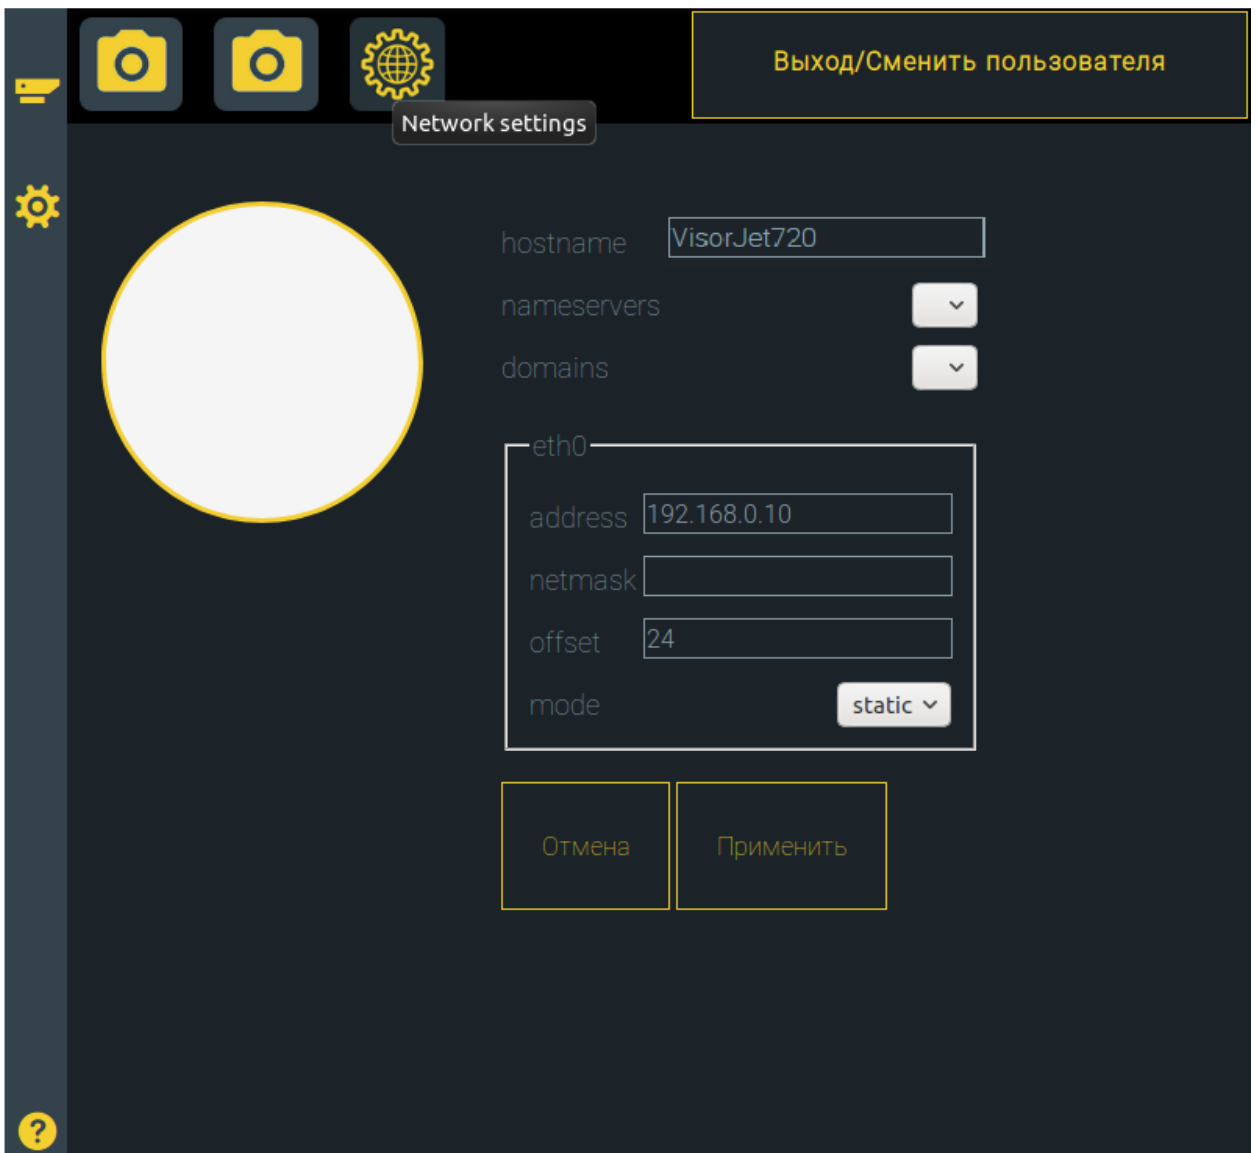 Выход/Сменить пользователя
Network settings
hostname VisorJet720
nameservers
domains
eth0
address 192.168.0.10
netmask
offset 24
mode static
Отмена Применить
?